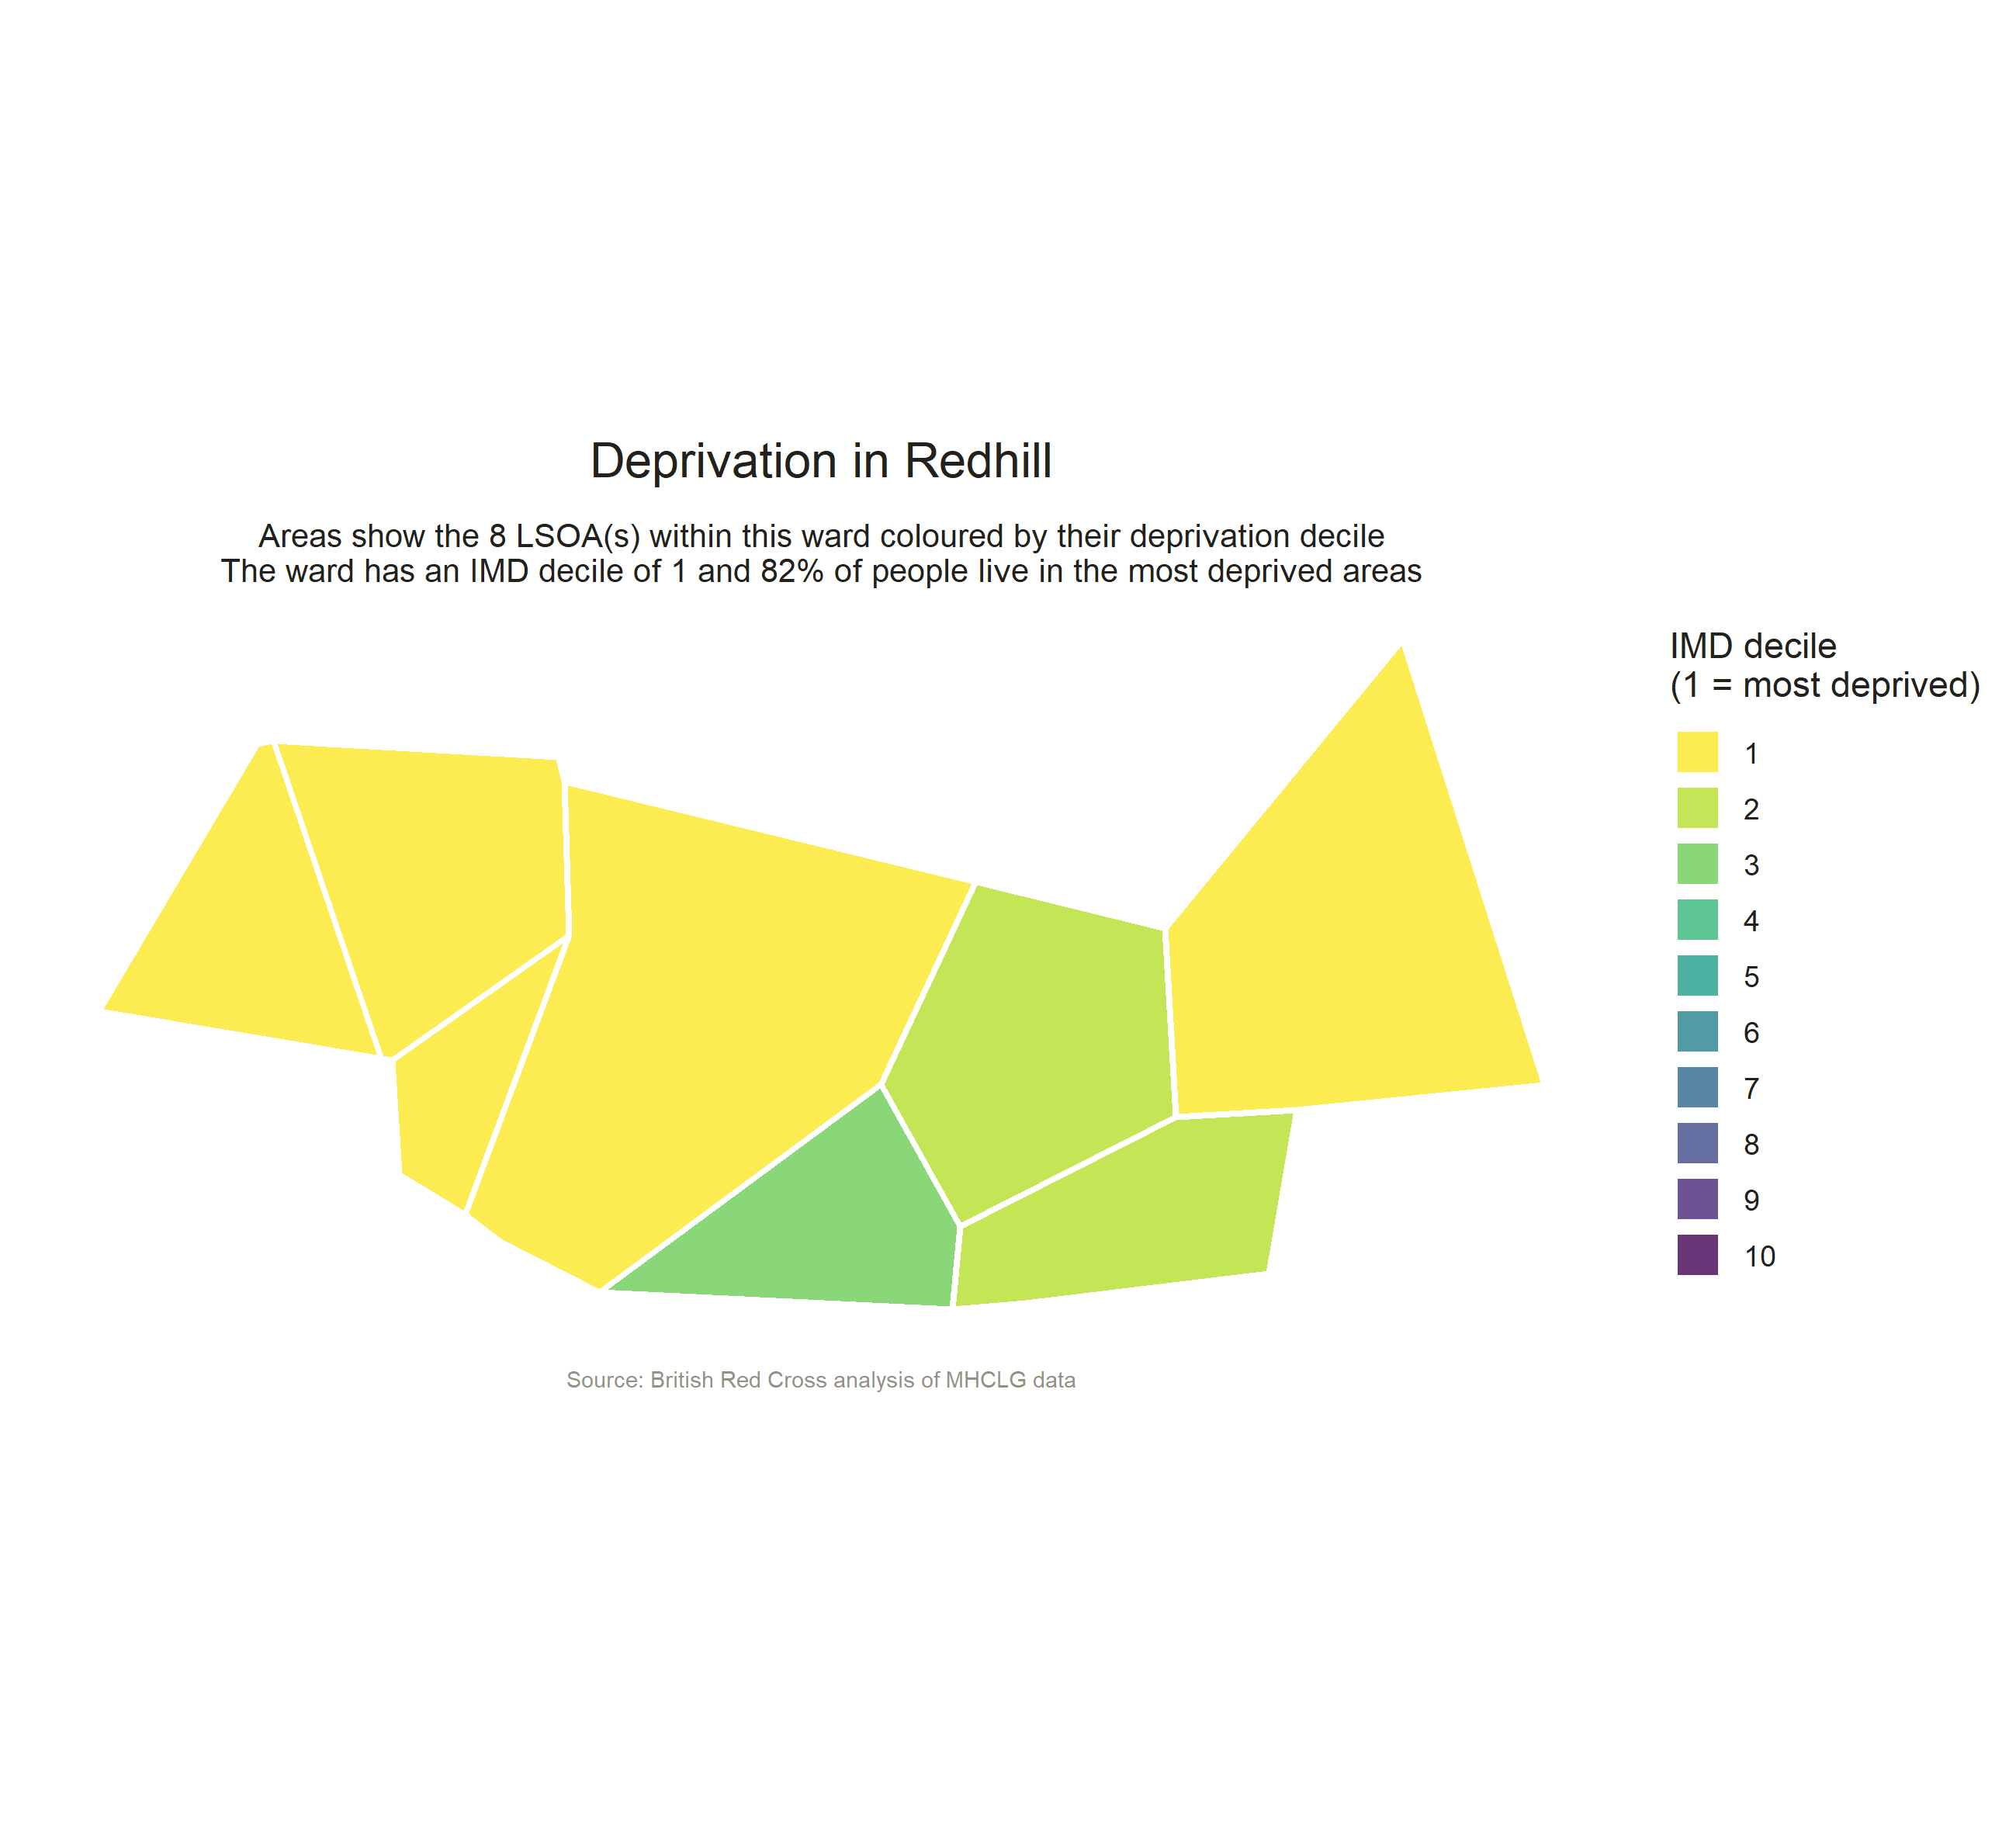 Deprivation in Redhill
Areas show the 8 LSOA(s) within this ward coloured by their deprivation decile
The ward has an IMD decile of 1 and 82% of people live in the most deprived areas
IMD decile
(1 = most deprived)
1
2
3
4
5
6
7
8
9
10
Source: British Red Cross analysis of MHCLG data